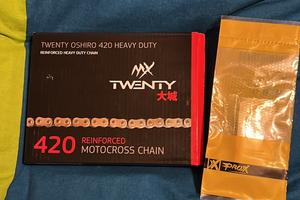 TWENTY OSHIRO 420 HEAVY DUTY
REINFORCED HEAVY DUTY CHAIN
MX
TWENTY
大城
420 REINFORCED
MOTOCROSS CHAIN
PROX